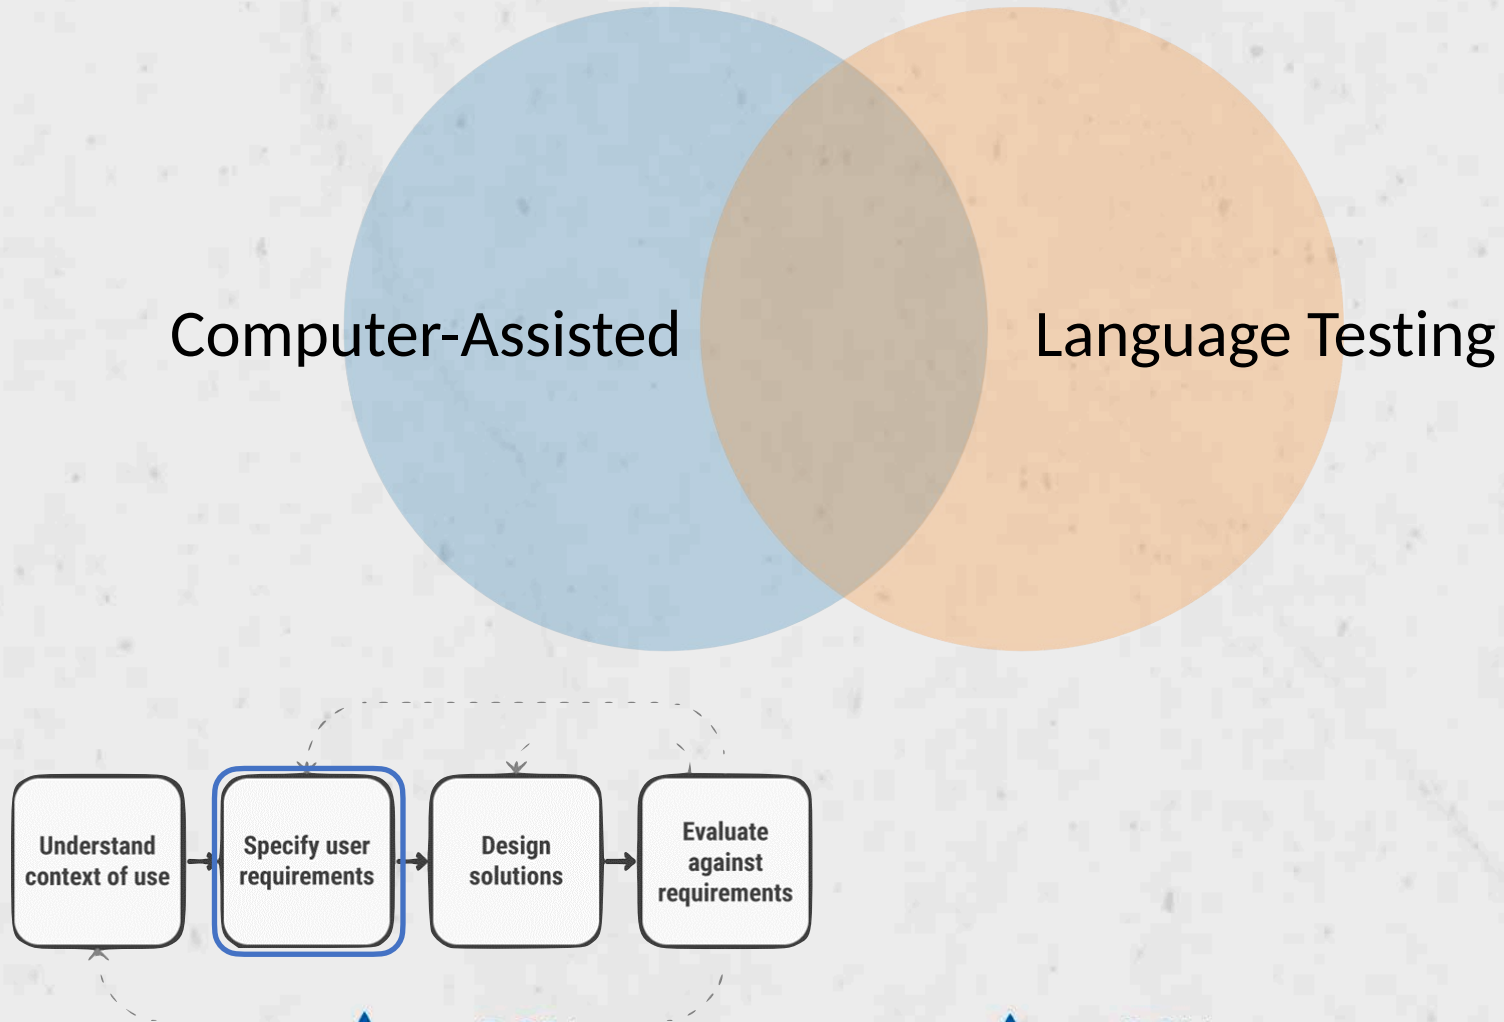 Computer-Assisted
Language Testing
Understand
context of use
Specify user
requirements
Design
solutions
Evaluate
against
requirements